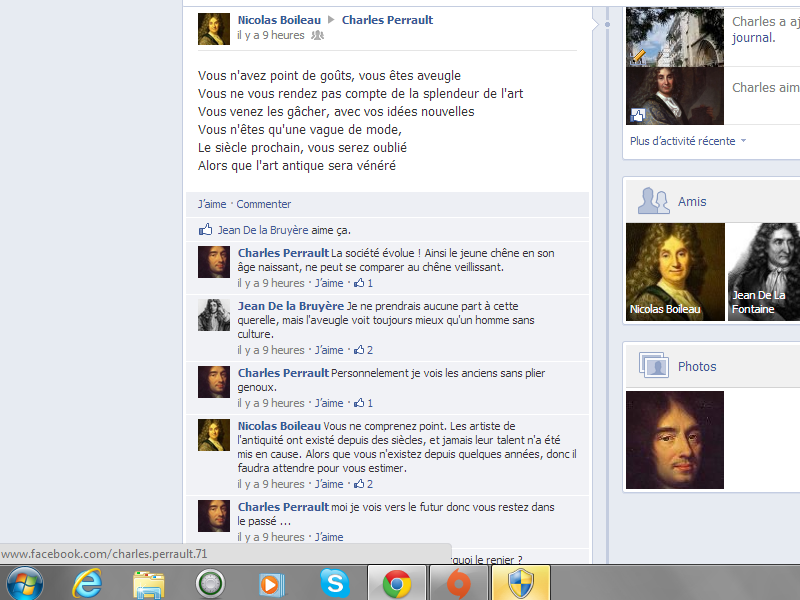 Nicolas Boileau Charles Perrault
il y a 9 heures
Vous n'avez point de goûts, vous êtes aveugle
Vous ne vous rendez pas compte de la splendeur de l'art
Vous venez les gâcher, avec vos idées nouvelles
Vous n'êtes qu'une vague de mode,
Le siècle prochain, vous serez oublié
Alors que l'art antique sera vénéré
J'aime · Commenter
Jean De la Bruyère aime ça.
Charles Perrault La société évolue ! Ainsi le jeune chêne en son
âge naissant, ne peut se comparer au chêne veillissant.
il y a 9 heures · J'aime · 1
Jean De la Bruyère Je ne prendrais aucune part à cette
querelle, mais l'aveugle voit toujours mieux qu'un homme sans
culture.
il y a 9 heures · J'aime · 2
Charles Perrault Personnelement je vois les anciens sans plier
genoux.
il y a 9 heures · J'aime · 1
Nicolas Boileau Vous ne comprenez point. Les artiste de
l'antiquité ont existé depuis des siècles, et jamais leur talent n'a été
mis en cause. Alors que vous n'existez depuis quelques années, donc il
faudra attendre pour vous estimer.
il y a 9 heures · J'aime · 2
Charles Perrault moi je vois vers le futur donc vous restez dans
le passé ...
il y a 9 heures · J'aime
quoi le renier ?
www.facebook.com/charles.perrault.71
Charles a aj
journal.
Charles aim
Plus d'activité récente
Amis
Nicolas Boileau
Jean De La
Fontaine
Photos